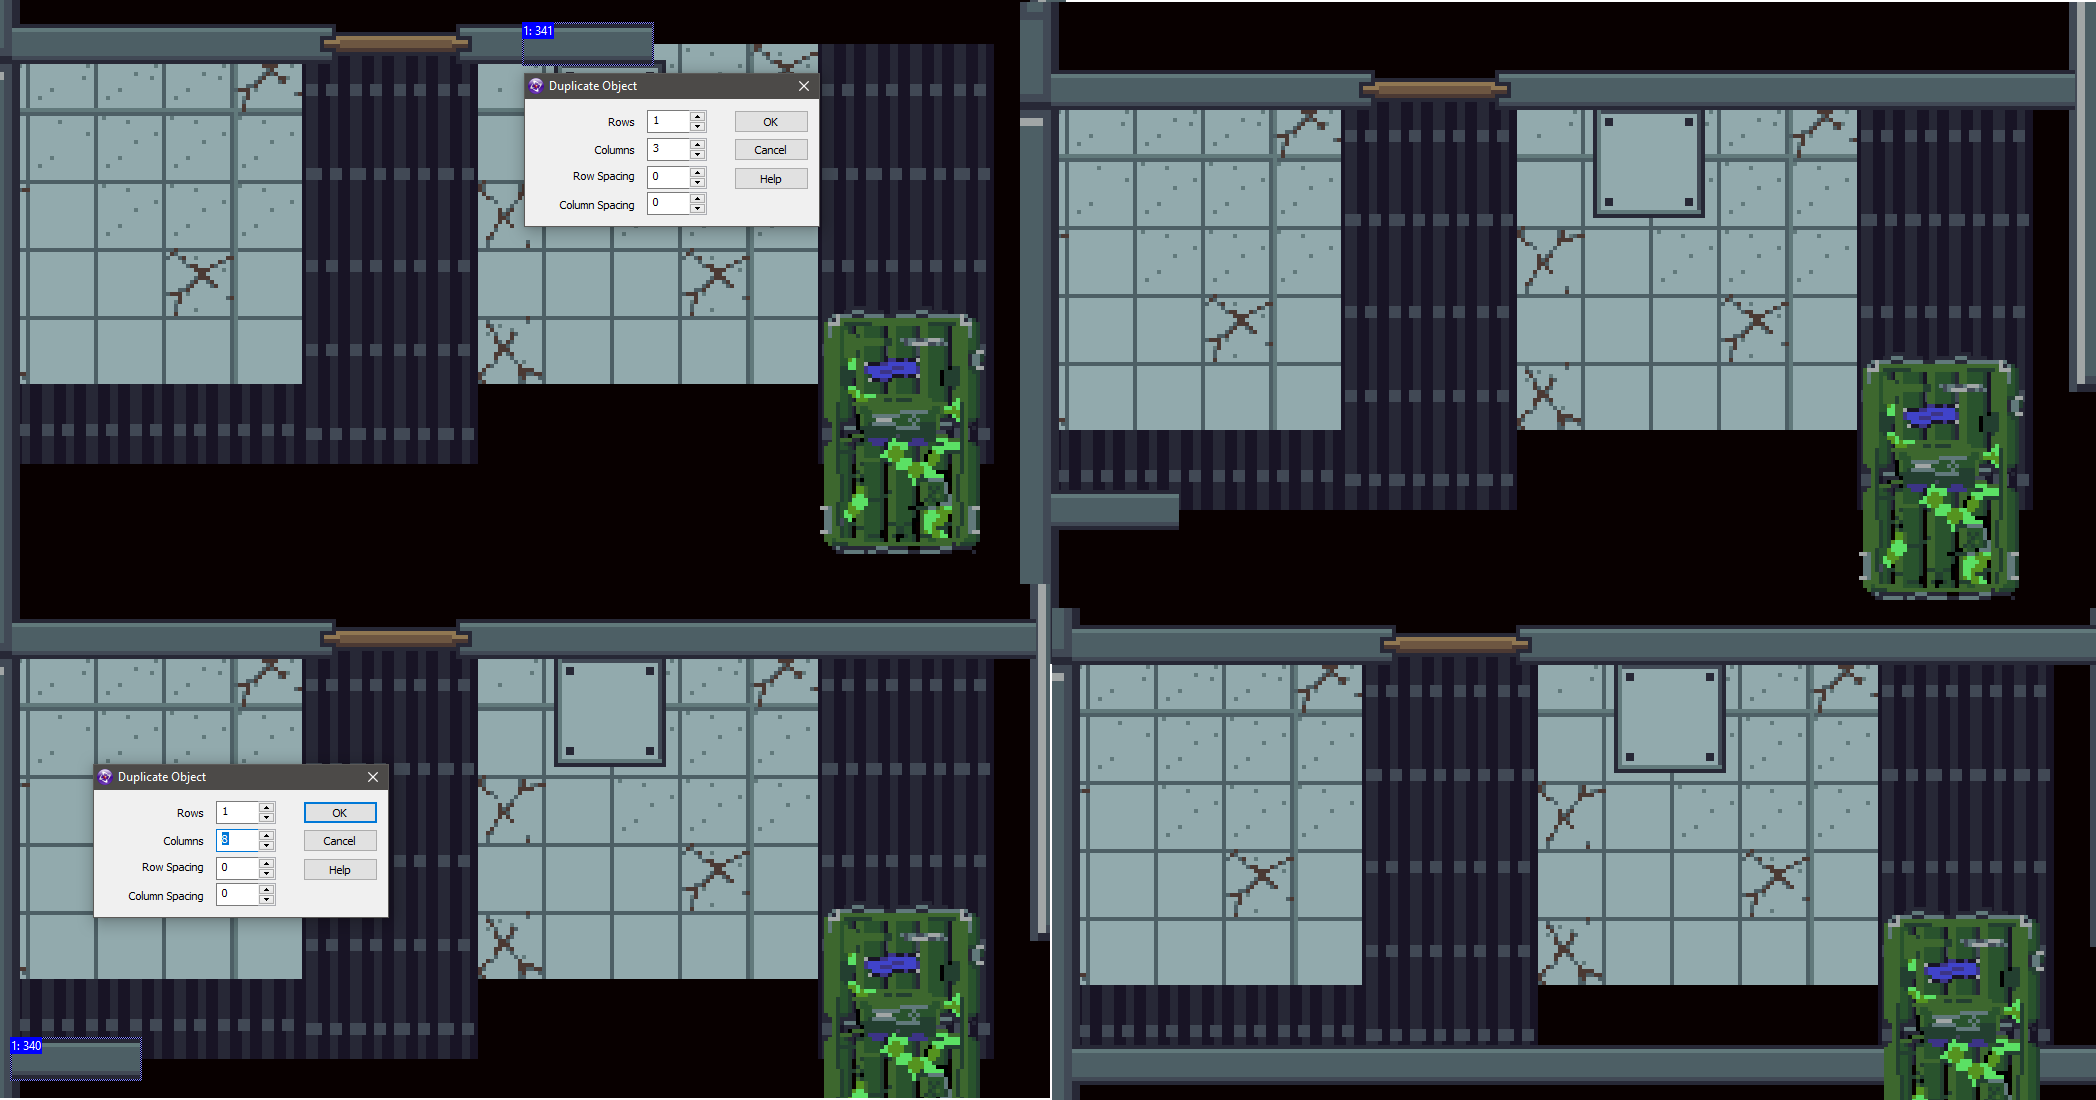 1: 341
Duplicate Object
Rows 1 OK
Columns 3 Cancel
Row Spacing 0 Help
Column Spacing 0
Duplicate Object
Rows 1 OK
Columns 8 Cancel
Row Spacing 0 Help
Column Spacing 0
1: 340